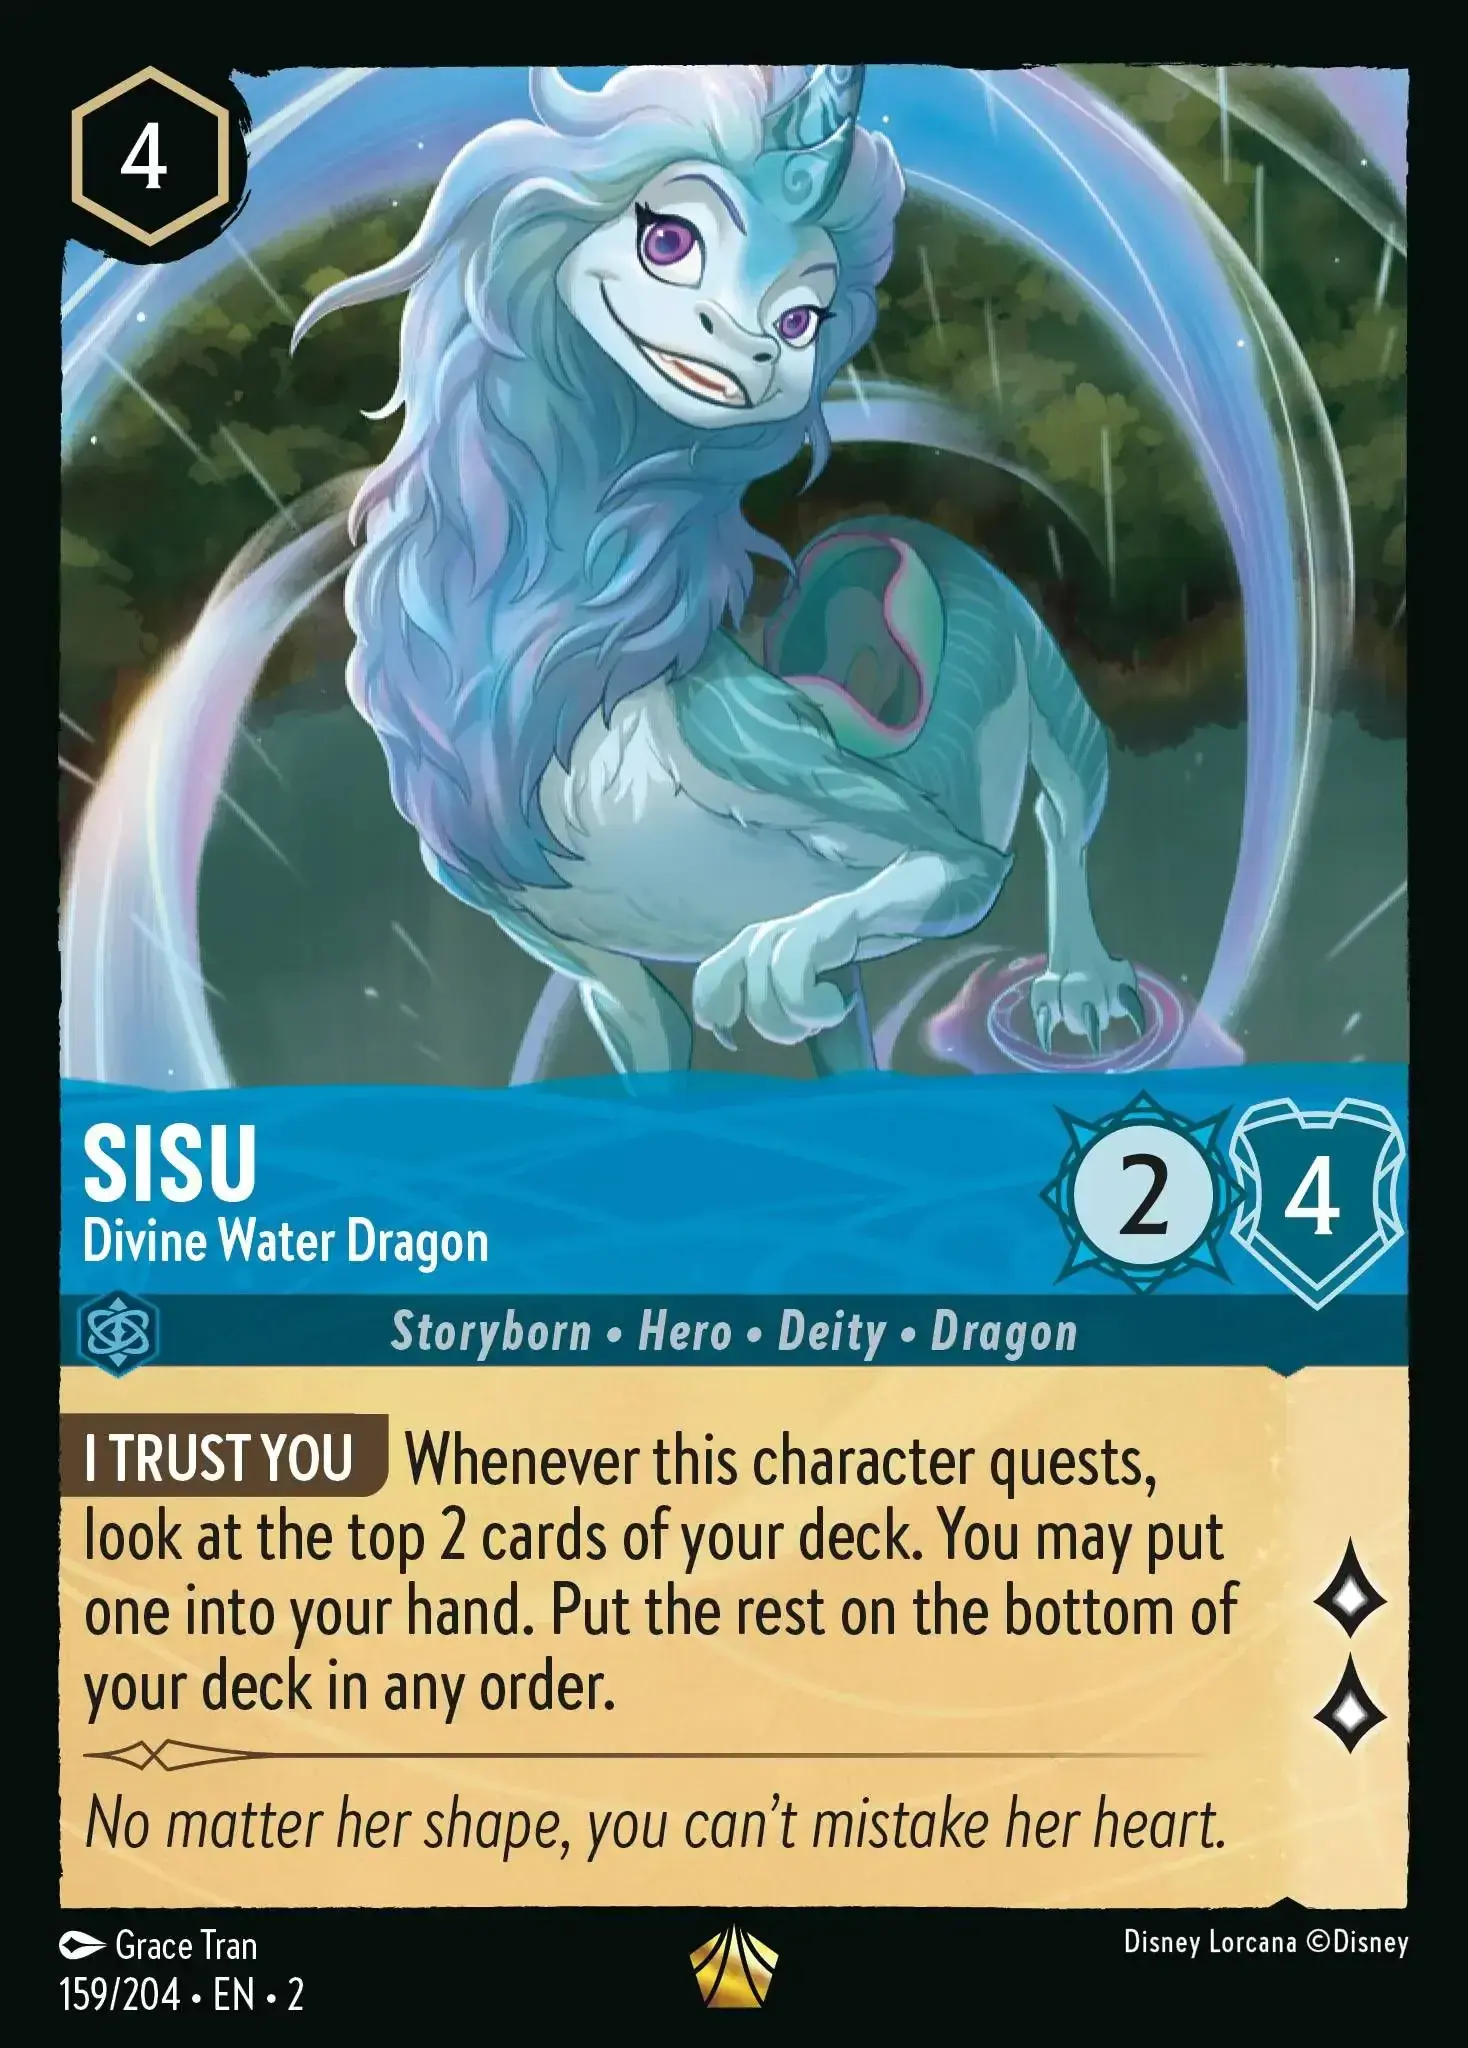 4
SISU
Divine Water Dragon
2
4
Storyborn • Hero • Deity • Dragon
I TRUST YOU Whenever this character quests,
look at the top 2 cards of your deck. You may put
one into your hand. Put the rest on the bottom of
your deck in any order.
No matter her shape, you can't mistake her heart.
Grace Tran
159/204 • EN • 2
Disney Lorcana ©Disney